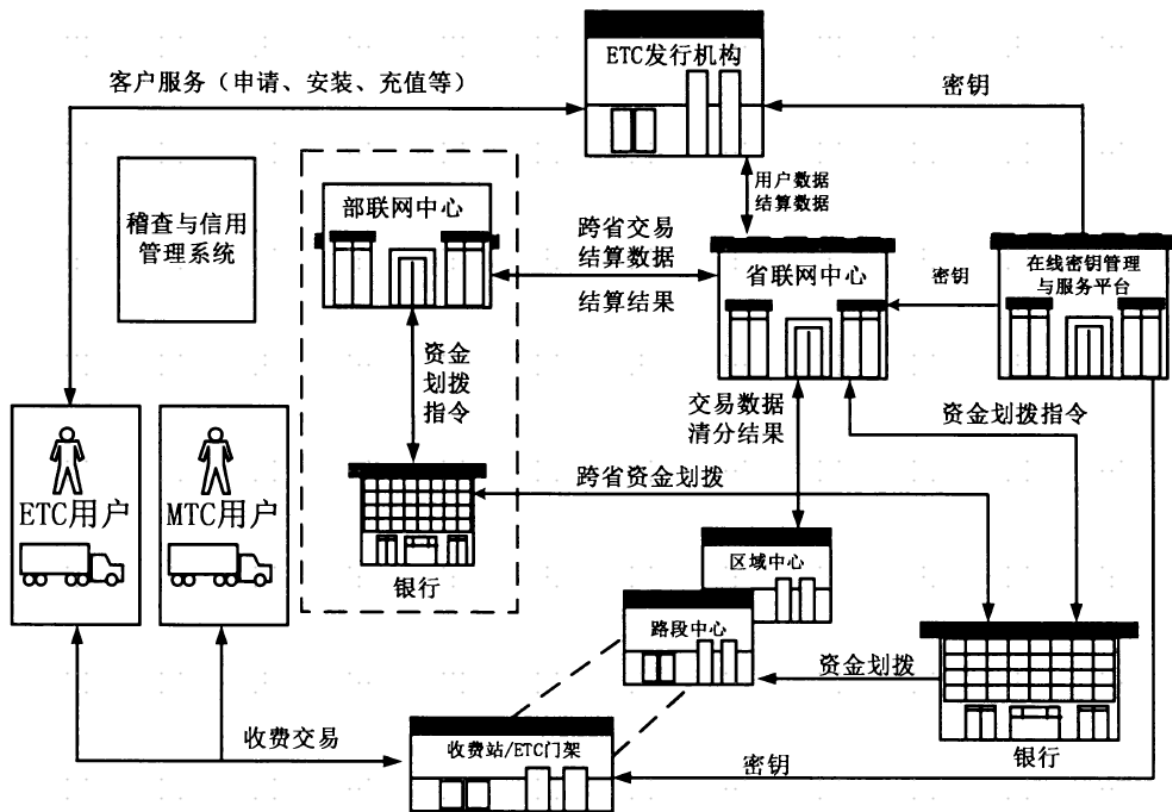 ETC发行机构
客户服务（申请、安装、充值等）
密钥
用户数据
结算数据
稽查与信用
管理系统
部联网中心
跨省交易
结算数据
结算结果
省联网中心
密钥
在线密钥管理
与服务平台
资金
划拨
指令
交易数据
清分结果
资金划拨指令
跨省资金划拨
ETC用户
MTC用户
银行
区域中心
路段中心
资金划拨
收费交易
收费站/ETC门架
密钥
银行